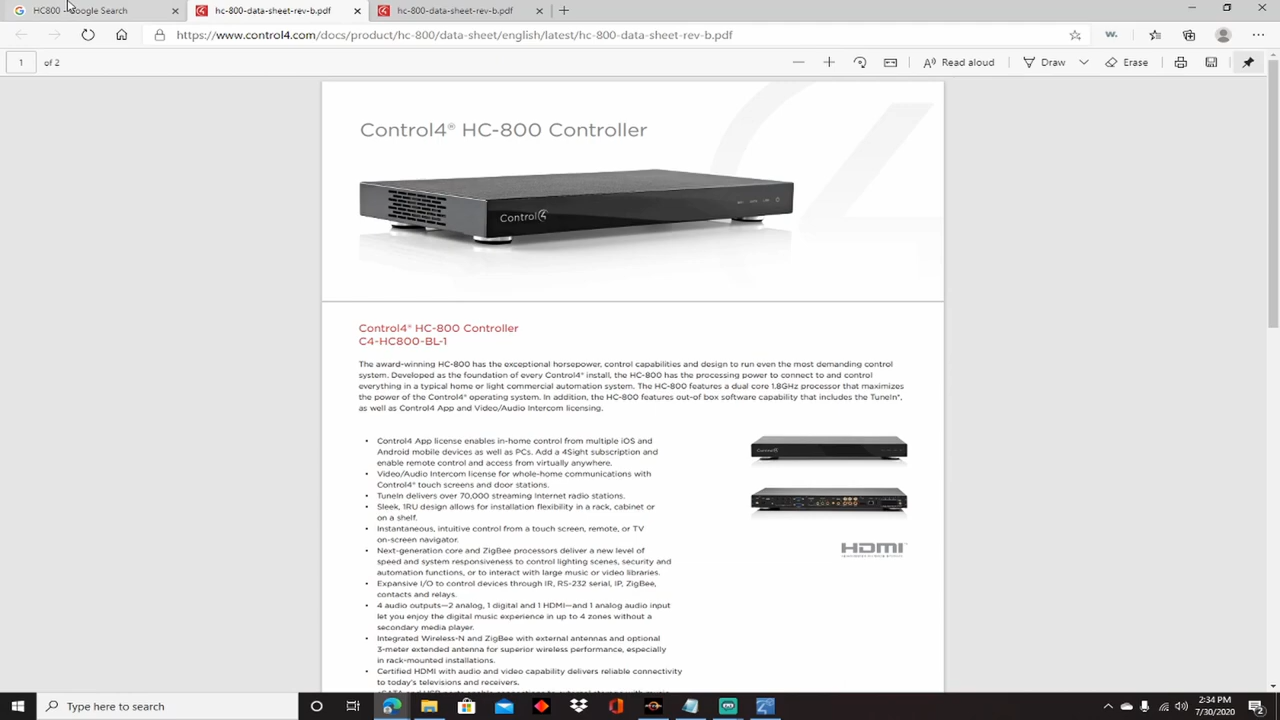 HC800 - Google Search
hc-800-data-sheet-rev-b.pdf
hc-800-data-sheet-rev-b.pdf
https://www.control4.com/docs/product/hc-800/data-sheet/english/latest/hc-800-data-sheet-rev-b.pdf
W.
1 of 2
Read aloud
Draw
Erase
Control4® HC-800 Controller
Control4
Control4® HC-800 Controller
C4-HC800-BL-1
The award-winning HC-800 has the exceptional horsepower, control capabilities and design to run even the most demanding control
system. Developed as the foundation of every Control4® install, the HC-800 has the processing power to connect to and control
everything in a typical home or light commercial automation system. The HC-800 features a dual core 1.8GHz processor that maximizes
the power of the Control4® operating system. In addition, the HC-800 features out-of box software capability that includes the TuneIn®,
as well as Control4 App and Video/Audio Intercom licensing.
• Control4 App license enables in-home control from multiple iOS and
Android mobile devices as well as PCs. Add a 4Sight subscription and
enable remote control and access from virtually anywhere.
• Video/Audio Intercom license for whole-home communications with
Control4® touch screens and door stations.
• TuneIn delivers over 70,000 streaming Internet radio stations.
• Sleek, 1RU design allows for installation flexibility in a rack, cabinet or
on a shelf.
• Instantaneous, intuitive control from a touch screen, remote, or TV
on-screen navigator.
• Next-generation core and ZigBee processors deliver a new level of
speed and system responsiveness to control lighting scenes, security and
automation functions, or to interact with large music or video libraries.
• Expansive I/O to control devices through IR, RS-232 serial, IP, ZigBee,
contacts and relays.
• 4 audio outputs—2 analog, 1 digital and 1 HDMI—and 1 analog audio input
let you enjoy the digital music experience in up to 4 zones without a
secondary media player.
• Integrated Wireless-N and ZigBee with external antennas and optional
3-meter extended antenna for superior wireless performance, especially
in rack-mounted installations.
• Certified HDMI with audio and video capability delivers reliable connectivity
to today's televisions and receivers.
Control4
HDMI
Type here to search
2:34 PM
7/30/2020